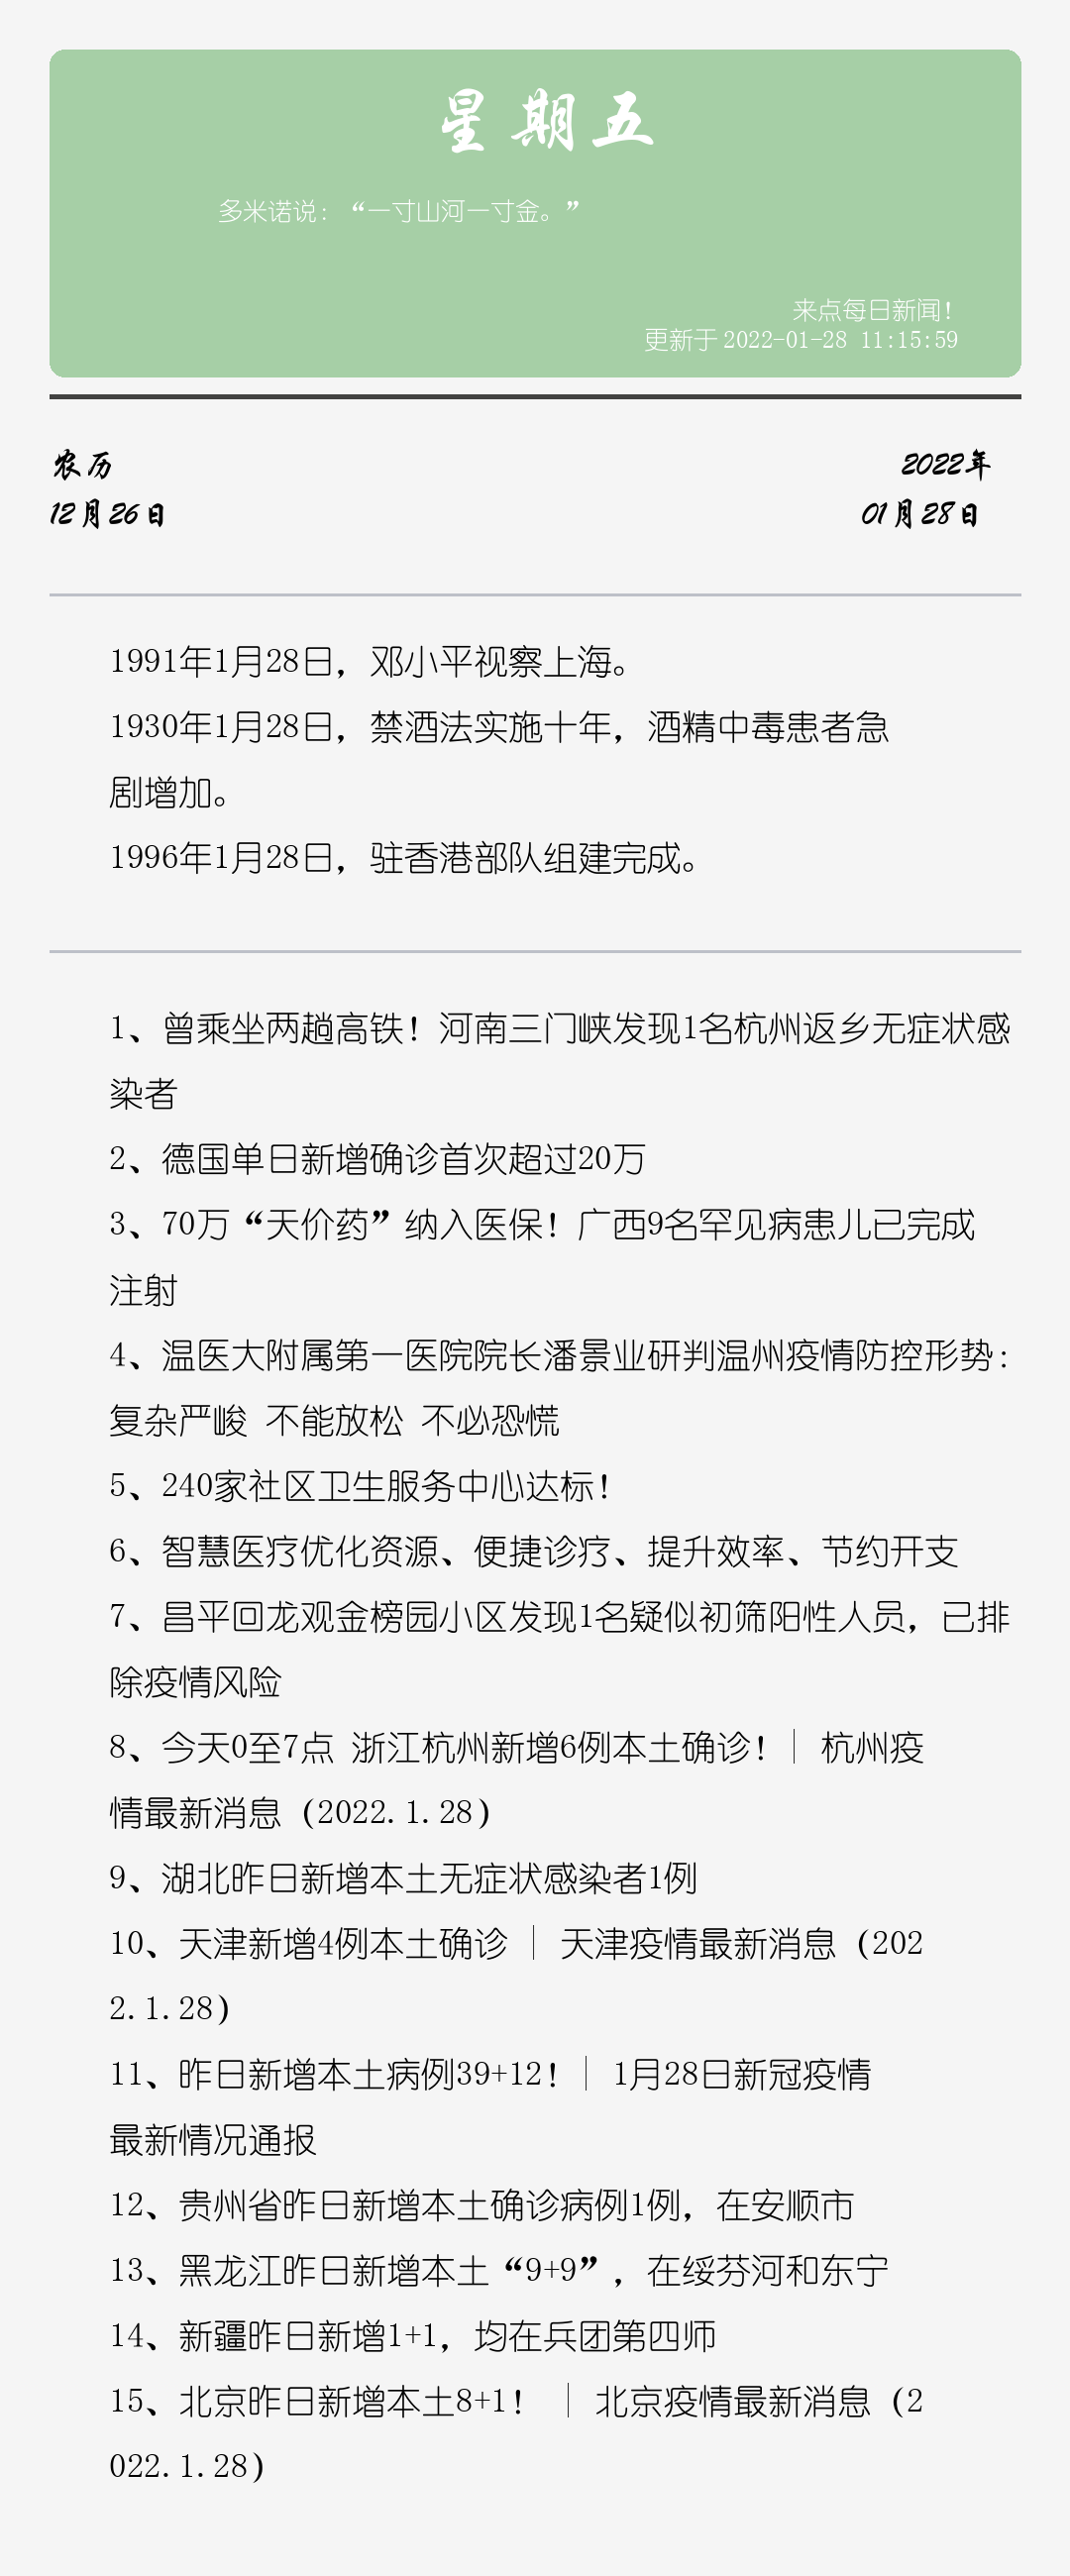 星期五
多米诺说：“一寸山河一寸金。”
来点每日新闻！
更新于 2022-01-28 11:15:59
农历
2022年
12月26日
01月28日
1991年1月28日，邓小平视察上海。
1930年1月28日，禁酒法实施十年，酒精中毒患者急
剧增加。
1996年1月28日，驻香港部队组建完成。
1、曾乘坐两趟高铁！河南三门峡发现1名杭州返乡无症状感
染者
2、德国单日新增确诊首次超过20万
3、70万“天价药”纳入医保！广西9名罕见病患儿已完成
注射
4、温医大附属第一医院院长潘景业研判温州疫情防控形势：
复杂严峻 不能放松 不必恐慌
5、240家社区卫生服务中心达标！
6、智慧医疗优化资源、便捷诊疗、提升效率、节约开支
7、昌平回龙观金榜园小区发现1名疑似初筛阳性人员，已排
除疫情风险
8、今天0至7点 浙江杭州新增6例本土确诊！｜ 杭州疫
情最新消息（2022.1.28）
9、湖北昨日新增本土无症状感染者1例
10、天津新增4例本土确诊 ｜ 天津疫情最新消息（202
2.1.28）
11、昨日新增本土病例39+12！｜ 1月28日新冠疫情
最新情况通报
12、贵州省昨日新增本土确诊病例1例，在安顺市
13、黑龙江昨日新增本土“9+9”，在绥芬河和东宁
14、新疆昨日新增1+1，均在兵团第四师
15、北京昨日新增本土8+1！ ｜ 北京疫情最新消息（2
022.1.28）